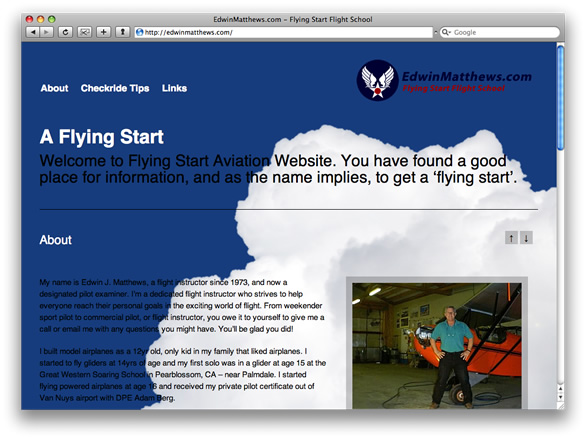 EdwinMatthews.com – Flying Start Flight School
http://edwinmatthews.com/
Google
About Checkride Tips Links
EdwinMatthews.com
Flying Start Flight School
A Flying Start
Welcome to Flying Start Aviation Website. You have found a good
place for information, and as the name implies, to get a ‘flying start’.
About
↑ ↓
My name is Edwin J. Matthews, a flight instructor since 1973, and now a
designated pilot examiner. I'm a dedicated flight instructor who strives to help
everyone reach their personal goals in the exciting world of flight. From weekender
sport pilot to commercial pilot, or flight instructor, you owe it to yourself to give me a
call or email me with any questions you might have. You'll be glad you did!
I built model airplanes as a 12yr old, only kid in my family that liked airplanes. I
started to fly gliders at 14yrs of age and my first solo was in a glider at age 15 at the
Great Western Soaring School in Pearblossom, CA – near Palmdale. I started
flying powered airplanes at age 16 and received my private pilot certificate out of
Van Nuys airport with DPE Adam Berg.